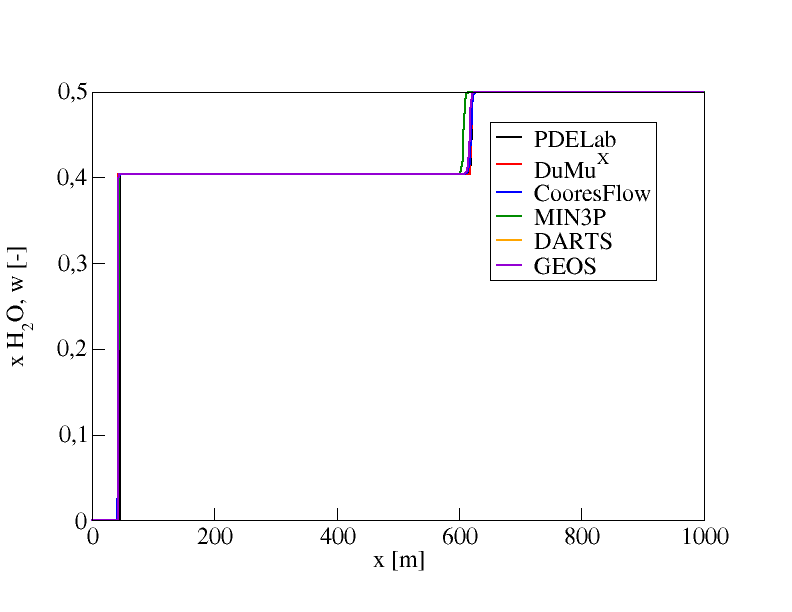 0,5
0,4
0,3
0,2
0,1
0
x H2O, w [-]
PDELab
DuMuX
CooresFlow
MIN3P
DARTS
GEOS
0 200 400 600 800 1000
x [m]